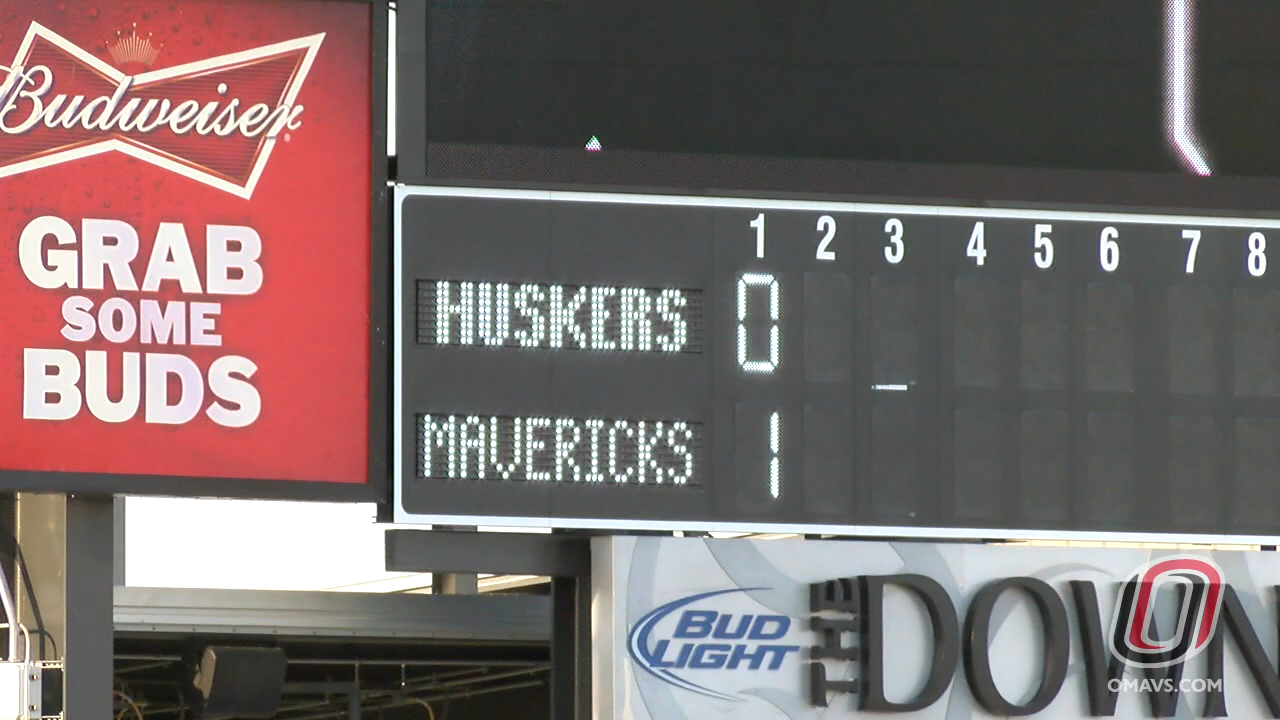 Budweiser
GRAB
SOME
BUDS
1 2 3 4 5 6 7 8
HUSKERS 0
MAVERICKS 1
BUD
LIGHT
THE
DOWN
O
OMAVS.COM